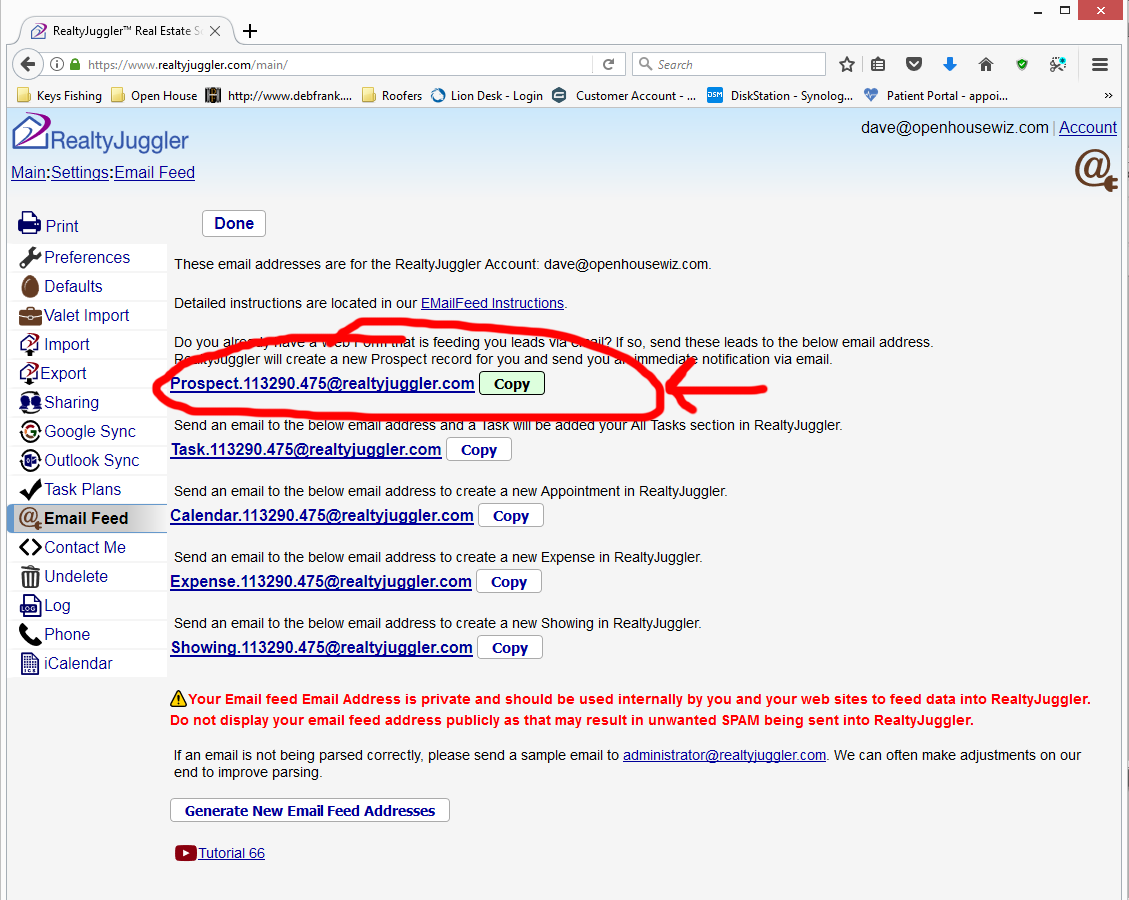 RealtyJuggler™ Real Estate S
https://www.realtyjuggler.com/main/
Search
Keys Fishing
Open House
http://www.debfrank....
Roofers
Lion Desk - Login
Customer Account - ...
DSM
DiskStation - Synolog...
Patient Portal - appoi...
»
RealtyJuggler
dave@openhousewiz.com | Account
Main:Settings:Email Feed
@
Print
Done
Preferences
Defaults
Valet Import
Import
Export
Sharing
Google Sync
Outlook Sync
Task Plans
Email Feed
Contact Me
Undelete
LOG
Log
Phone
iCalendar
These email addresses are for the RealtyJuggler Account: dave@openhousewiz.com.
Detailed instructions are located in our EMailFeed Instructions.
Do you already have a Web Form that is feeding you leads via email? If so, send these leads to the below email address.
RealtyJuggler will create a new Prospect record for you and send you an immediate notification via email.
Prospect.113290.475@realtyjuggler.com Copy
Send an email to the below email address and a Task will be added your All Tasks section in RealtyJuggler.
Task.113290.475@realtyjuggler.com Copy
Send an email to the below email address to create a new Appointment in RealtyJuggler.
Calendar.113290.475@realtyjuggler.com Copy
Send an email to the below email address to create a new Expense in RealtyJuggler.
Expense.113290.475@realtyjuggler.com Copy
Send an email to the below email address to create a new Showing in RealtyJuggler.
Showing.113290.475@realtyjuggler.com Copy
Your Email feed Email Address is private and should be used internally by you and your web sites to feed data into RealtyJuggler.
Do not display your email feed address publicly as that may result in unwanted SPAM being sent into RealtyJuggler.
If an email is not being parsed correctly, please send a sample email to administrator@realtyjuggler.com. We can often make adjustments on our
end to improve parsing.
Generate New Email Feed Addresses
Tutorial 66